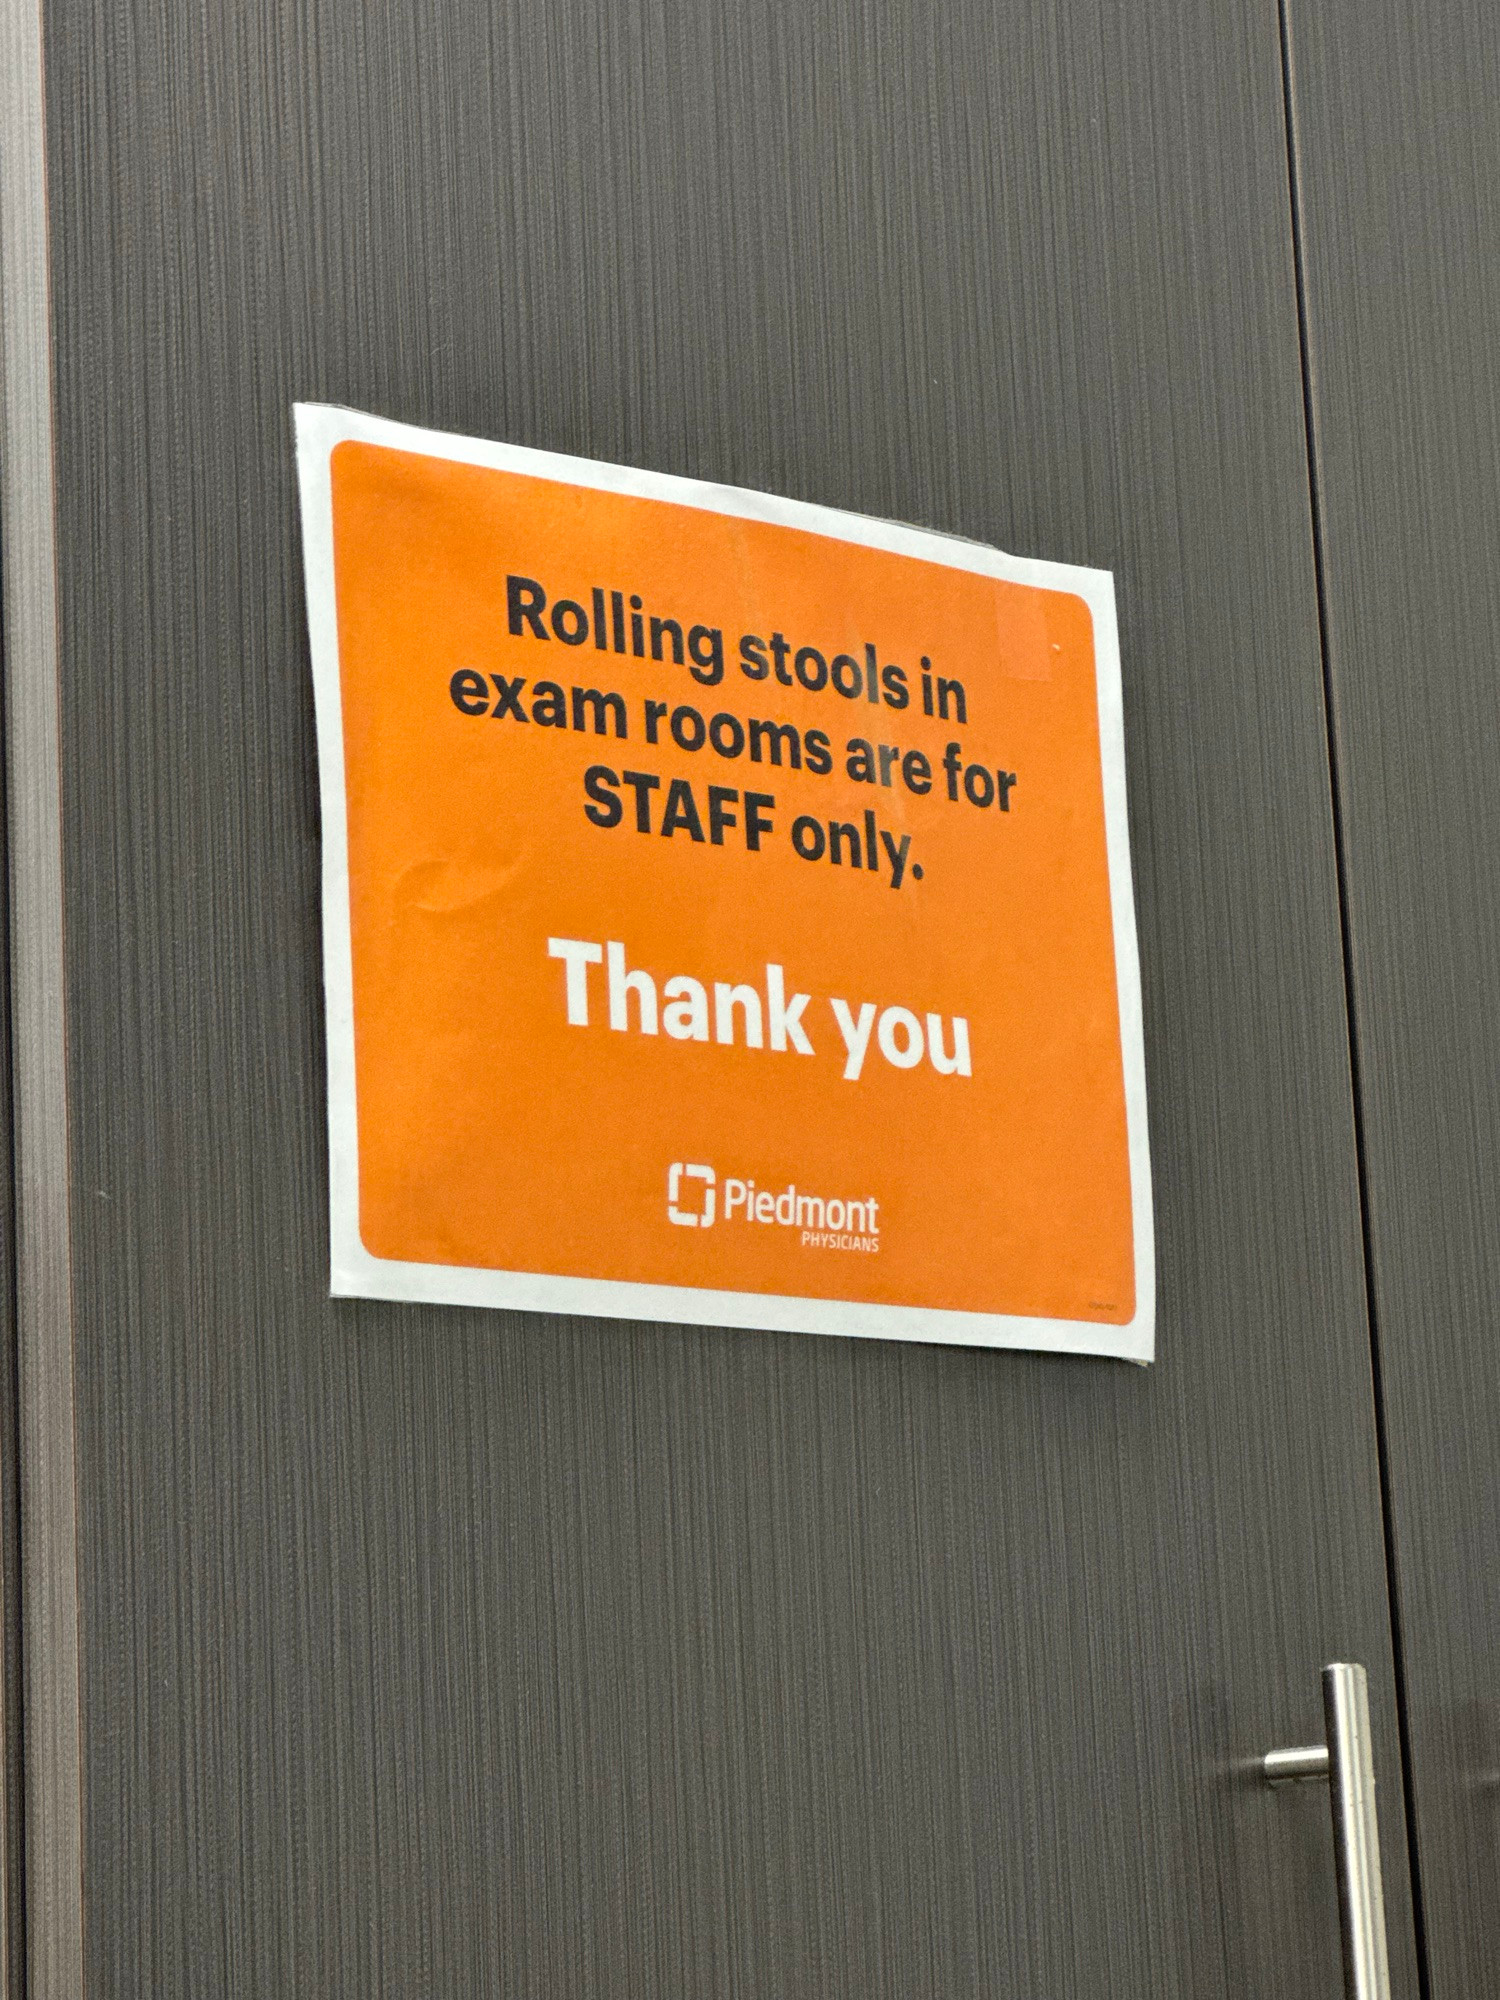 Rolling stools in
exam rooms are for
STAFF only.
Thank you
Piedmont
PHYSICIANS